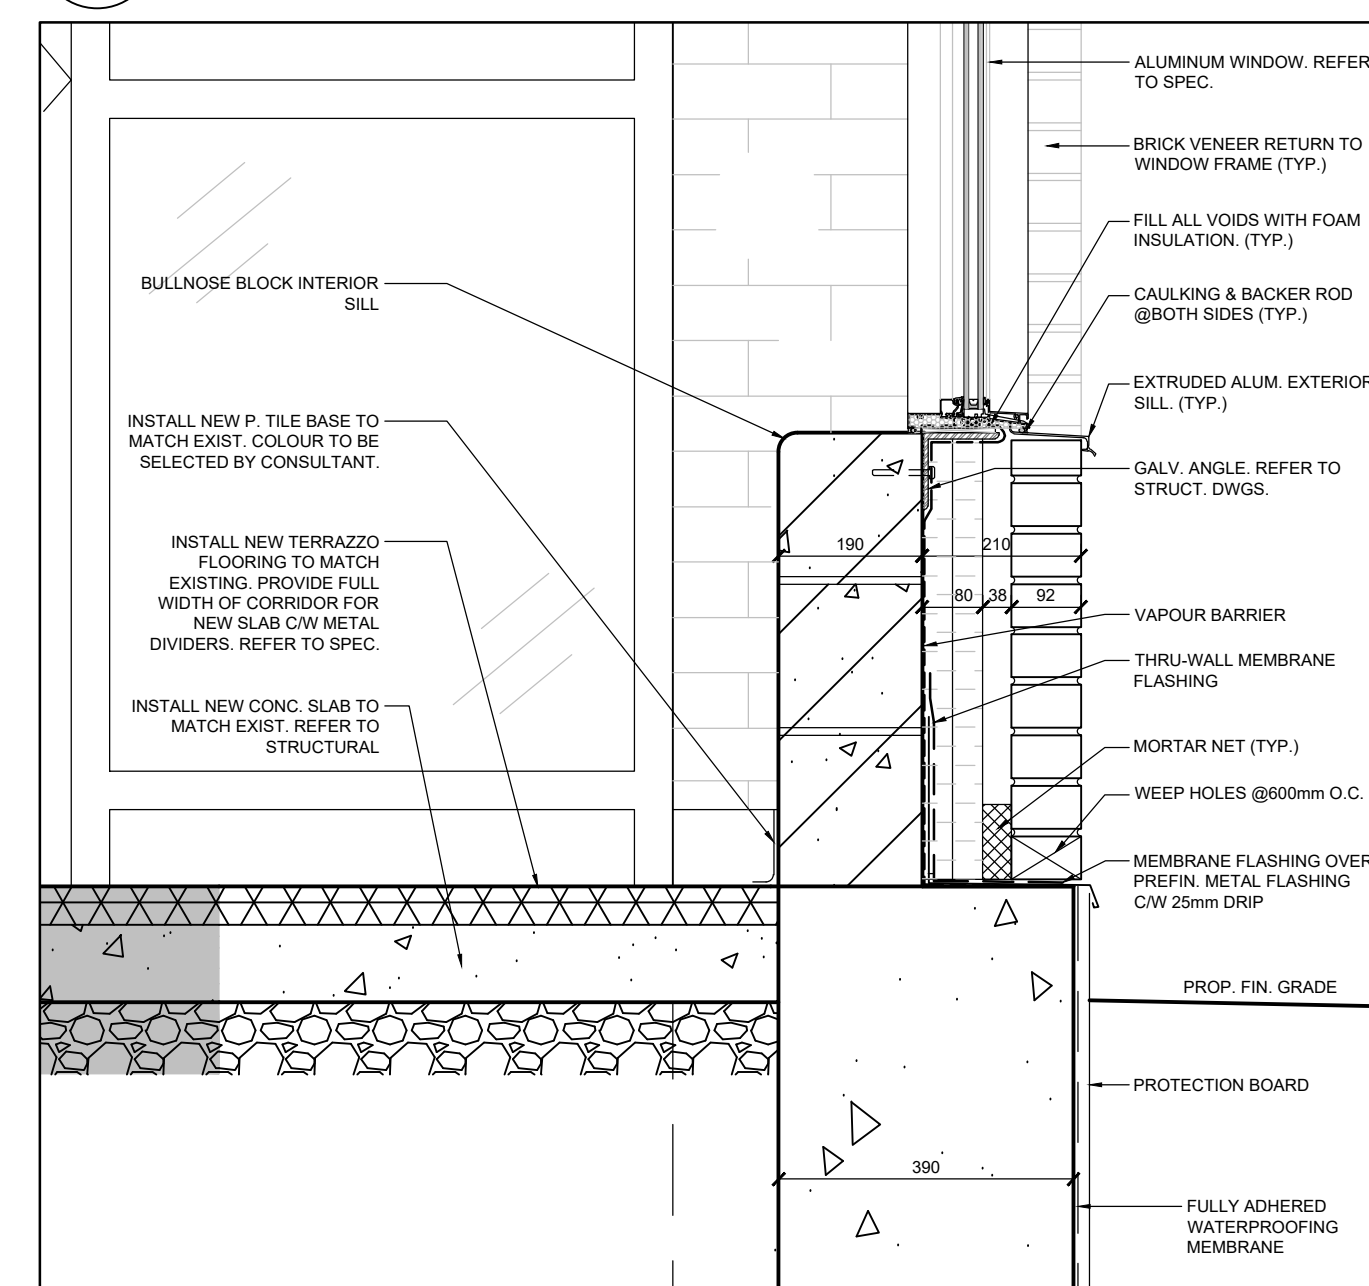 ALUMINUM WINDOW. REFER
TO SPEC.
BRICK VENEER RETURN TO
WINDOW FRAME (TYP.)
FILL ALL VOIDS WITH FOAM
INSULATION. (TYP.)
BULLNOSE BLOCK INTERIOR
SILL
CAULKING & BACKER ROD
@BOTH SIDES (TYP.)
EXTRUDED ALUM. EXTERIOR
SILL. (TYP.)
INSTALL NEW P. TILE BASE TO
MATCH EXIST. COLOUR TO BE
SELECTED BY CONSULTANT.
GALV. ANGLE. REFER TO
STRUCT. DWGS.
INSTALL NEW TERRAZZO
FLOORING TO MATCH
EXISTING. PROVIDE FULL
WIDTH OF CORRIDOR FOR
NEW SLAB C/W METAL
DIVIDERS. REFER TO SPEC.
190 210
80 38 92
VAPOUR BARRIER
THRU-WALL MEMBRANE
FLASHING
INSTALL NEW CONC. SLAB TO
MATCH EXIST. REFER TO
STRUCTURAL
MORTAR NET (TYP.)
WEEP HOLES @600mm O.C.
MEMBRANE FLASHING OVER
PREFIN. METAL FLASHING
C/W 25mm DRIP
PROP. FIN. GRADE
PROTECTION BOARD
390
FULLY ADHERED
WATERPROOFING
MEMBRANE